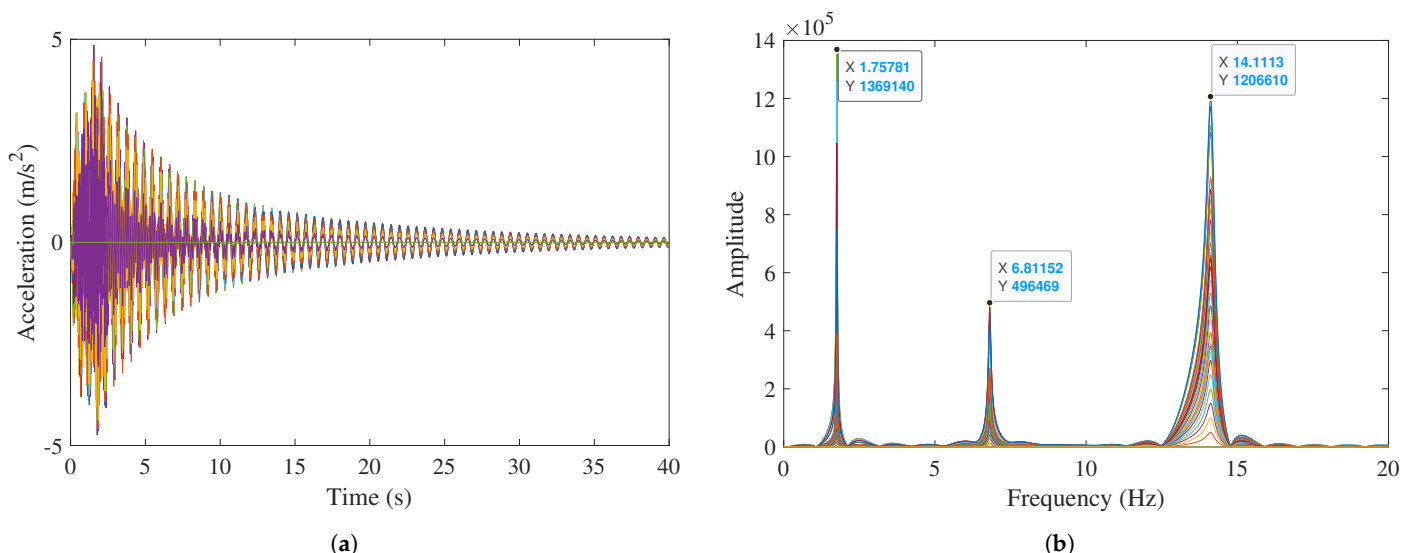 5
0
-5
Acceleration (m/s²)
0 5 10 15 20 25 30 35 40
Time (s)
(a)
×10⁵
14
12
10
8
6
4
2
0
Amplitude
X 1.75781
Y 1369140
X 6.81152
Y 496469
X 14.1113
Y 1206610
0 5 10 15 20
Frequency (Hz)
(b)